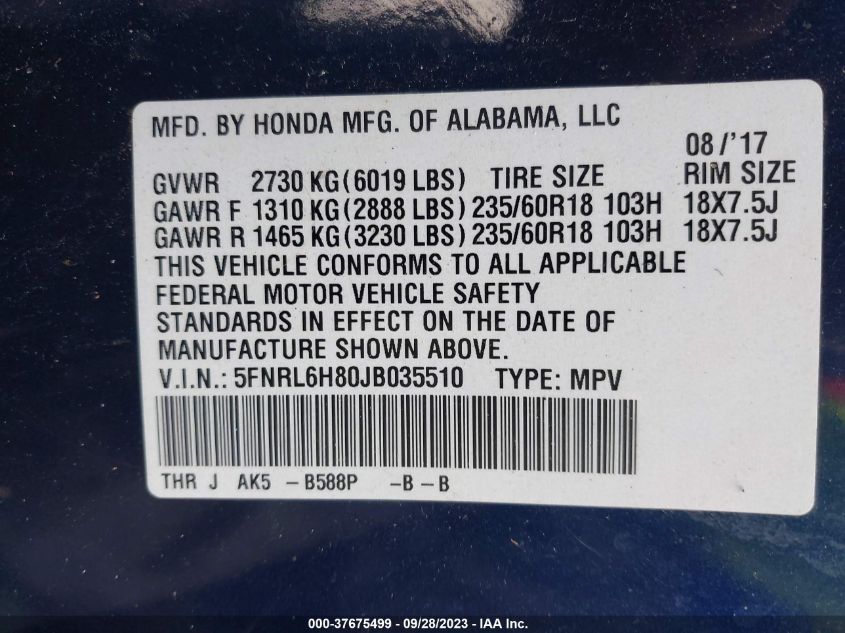 MFD. BY HONDA MFG. OF ALABAMA, LLC
08/'17
GVWR 2730 KG (6019 LBS) TIRE SIZE RIM SIZE
GAWR F 1310 KG (2888 LBS) 235/60R18 103H 18X7.5J
GAWR R 1465 KG (3230 LBS) 235/60R18 103H 18X7.5J
THIS VEHICLE CONFORMS TO ALL APPLICABLE
FEDERAL MOTOR VEHICLE SAFETY
STANDARDS IN EFFECT ON THE DATE OF
MANUFACTURE SHOWN ABOVE.
V.I.N.: 5FNRL6H80JB035510 TYPE: MPV
THR J AK5 -B588P -B-B
000-37675499 - 09/28/2023 - IAA Inc.